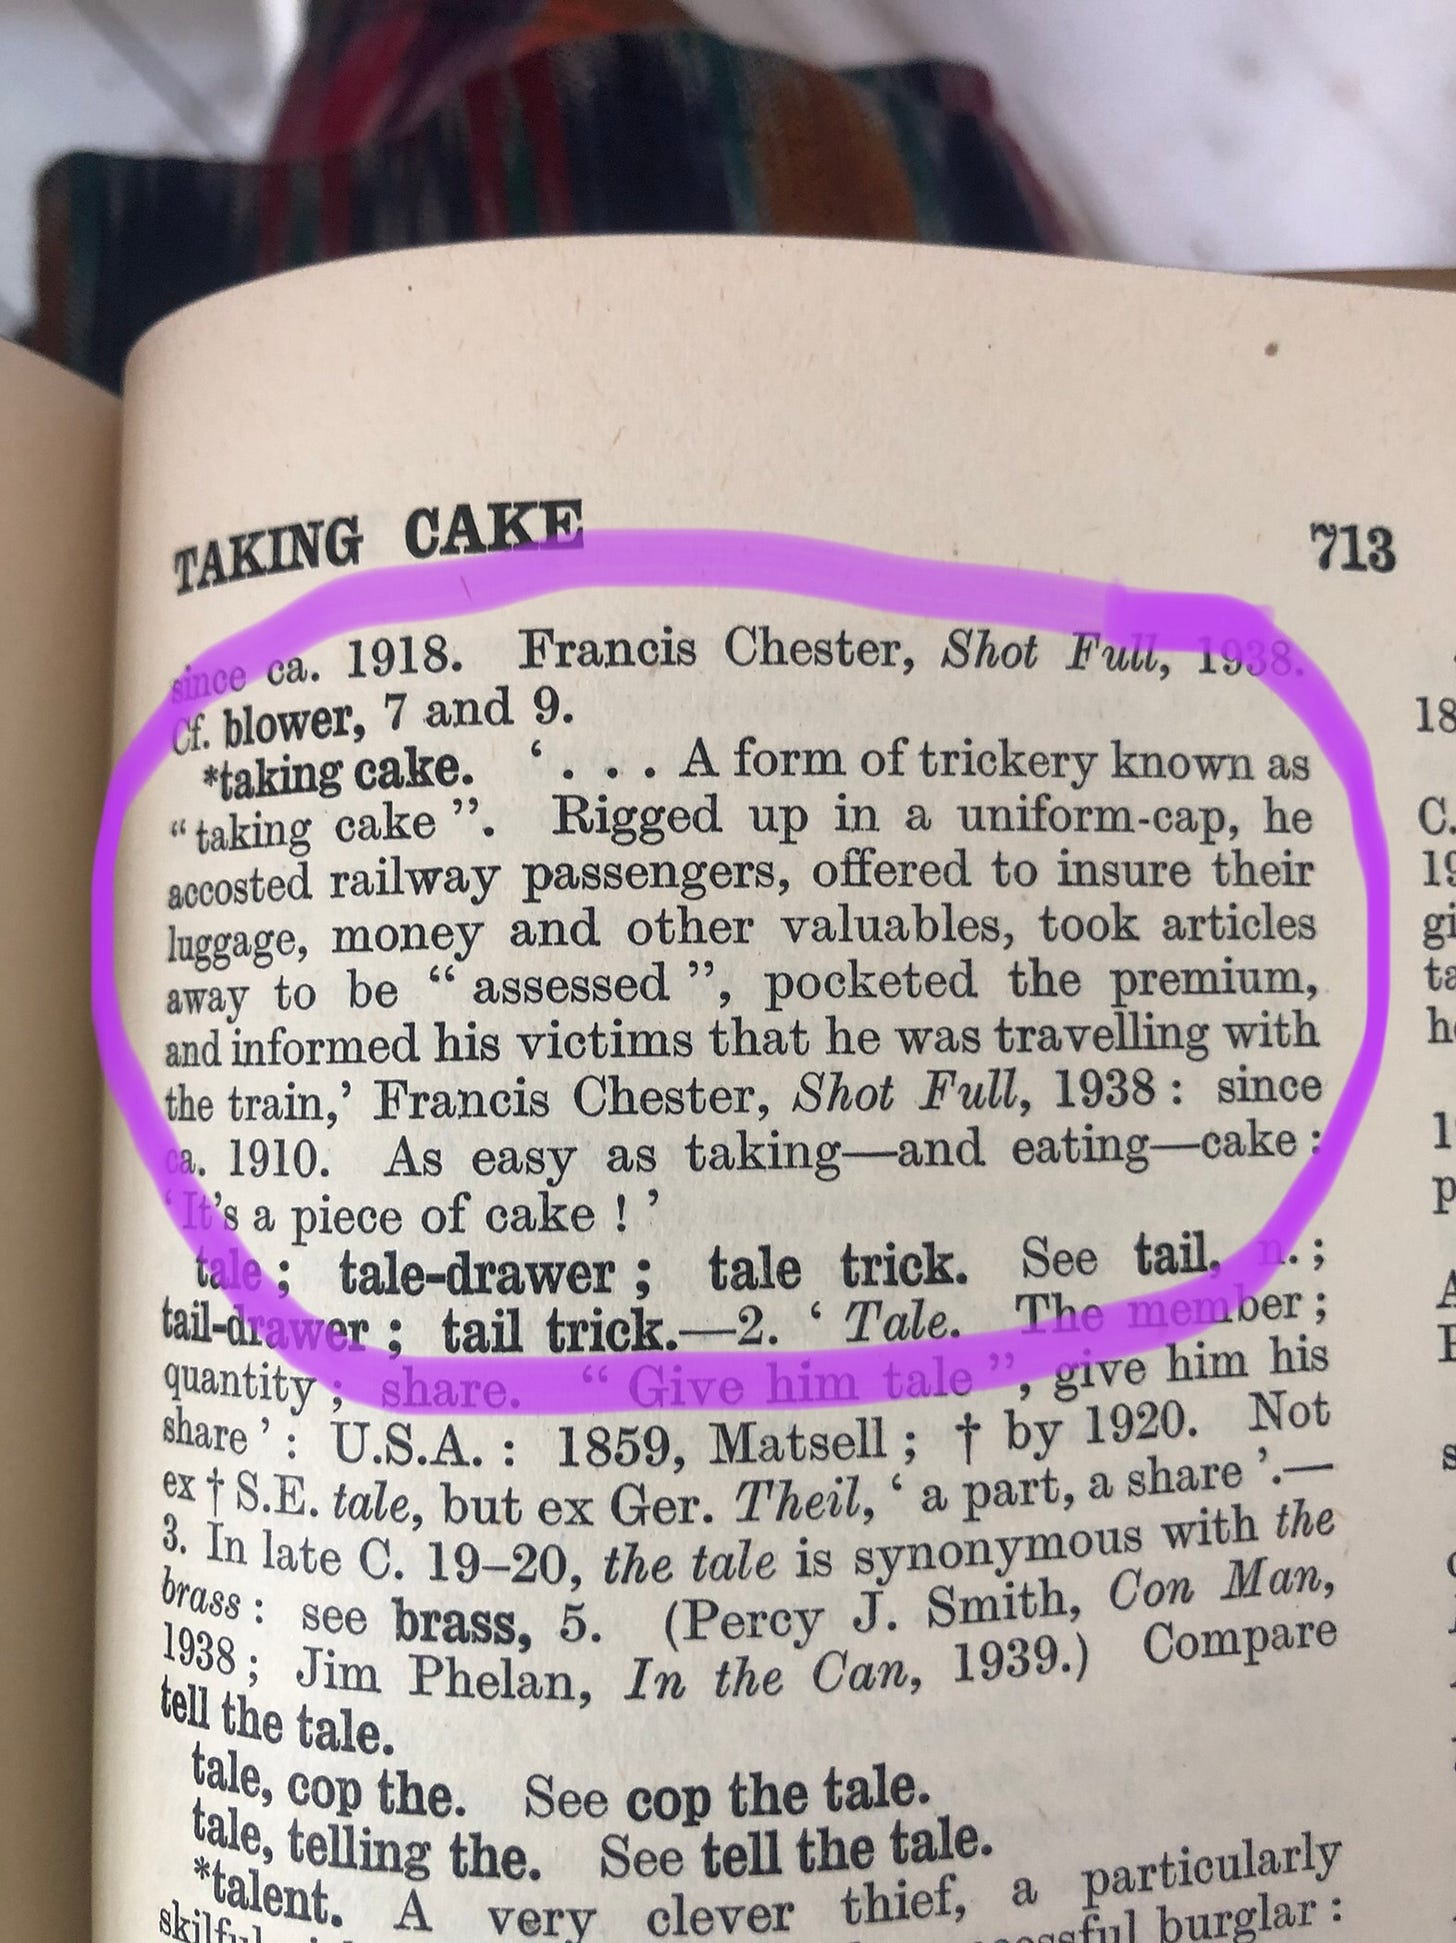 TAKING CAKE 713
since ca. 1918. Francis Chester, Shot Full, 1938.
Cf. blower, 7 and 9.
*taking cake. ‘ . . . A form of trickery known as
“ taking cake ”. Rigged up in a uniform-cap, he
accosted railway passengers, offered to insure their
luggage, money and other valuables, took articles
away to be “ assessed ”, pocketed the premium,
and informed his victims that he was travelling with
the train,’ Francis Chester, Shot Full, 1938 : since
ca. 1910. As easy as taking—and eating—cake :
‘ It’s a piece of cake ! ’
tale ; tale-drawer ; tale trick. See tail, n. ;
tail-drawer ; tail trick.—2. ‘ Tale. The member ;
quantity ; share. “ Give him tale ”, give him his
share ’ : U.S.A. : 1859, Matsell ; † by 1920. Not
ex † S.E. tale, but ex Ger. Theil, ‘ a part, a share ’.—
3. In late C. 19–20, the tale is synonymous with the
brass : see brass, 5. (Percy J. Smith, Con Man,
1938 ; Jim Phelan, In the Can, 1939.) Compare
tell the tale.
tale, cop the. See cop the tale.
tale, telling the. See tell the tale.
*talent. A very clever thief, a particularly
burglar :
18
C.
19